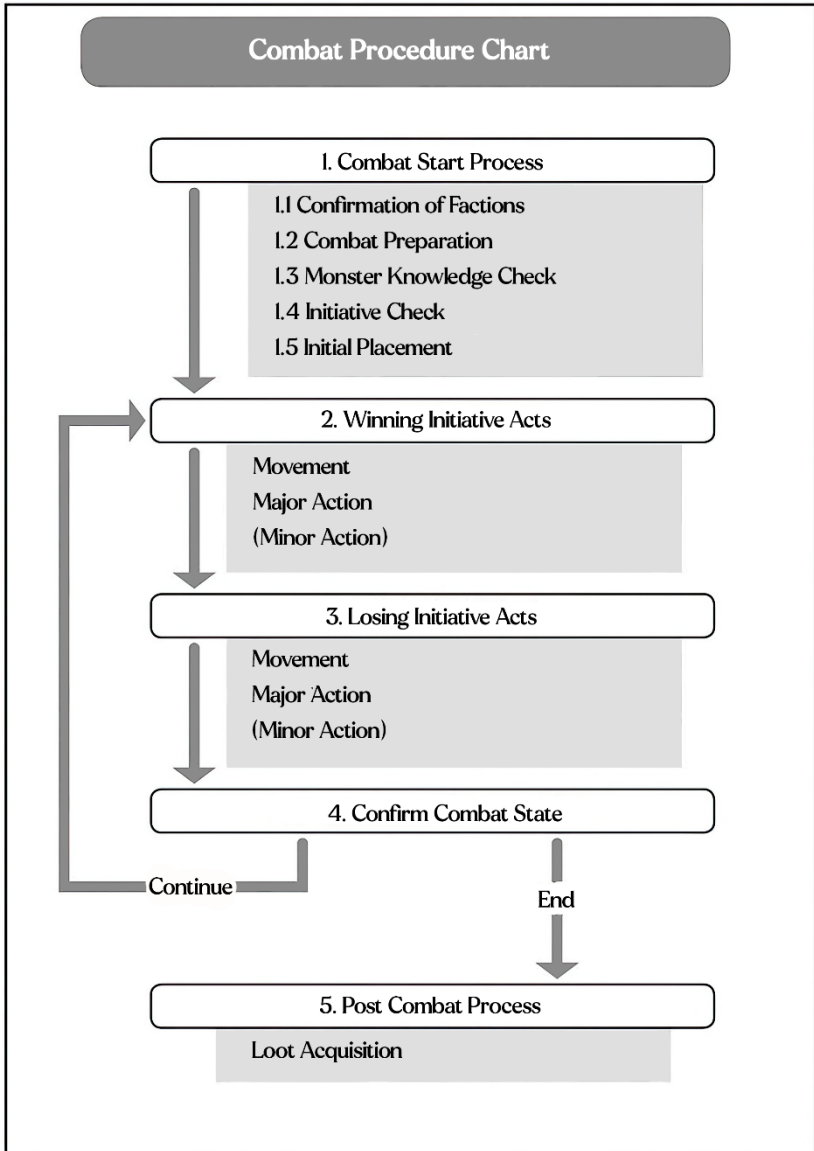 Combat Procedure Chart
1. Combat Start Process
1.1 Confirmation of Factions
1.2 Combat Preparation
1.3 Monster Knowledge Check
1.4 Initiative Check
1.5 Initial Placement
2. Winning Initiative Acts
Movement
Major Action
(Minor Action)
3. Losing Initiative Acts
Movement
Major Action
(Minor Action)
4. Confirm Combat State
Continue
End
5. Post Combat Process
Loot Acquisition